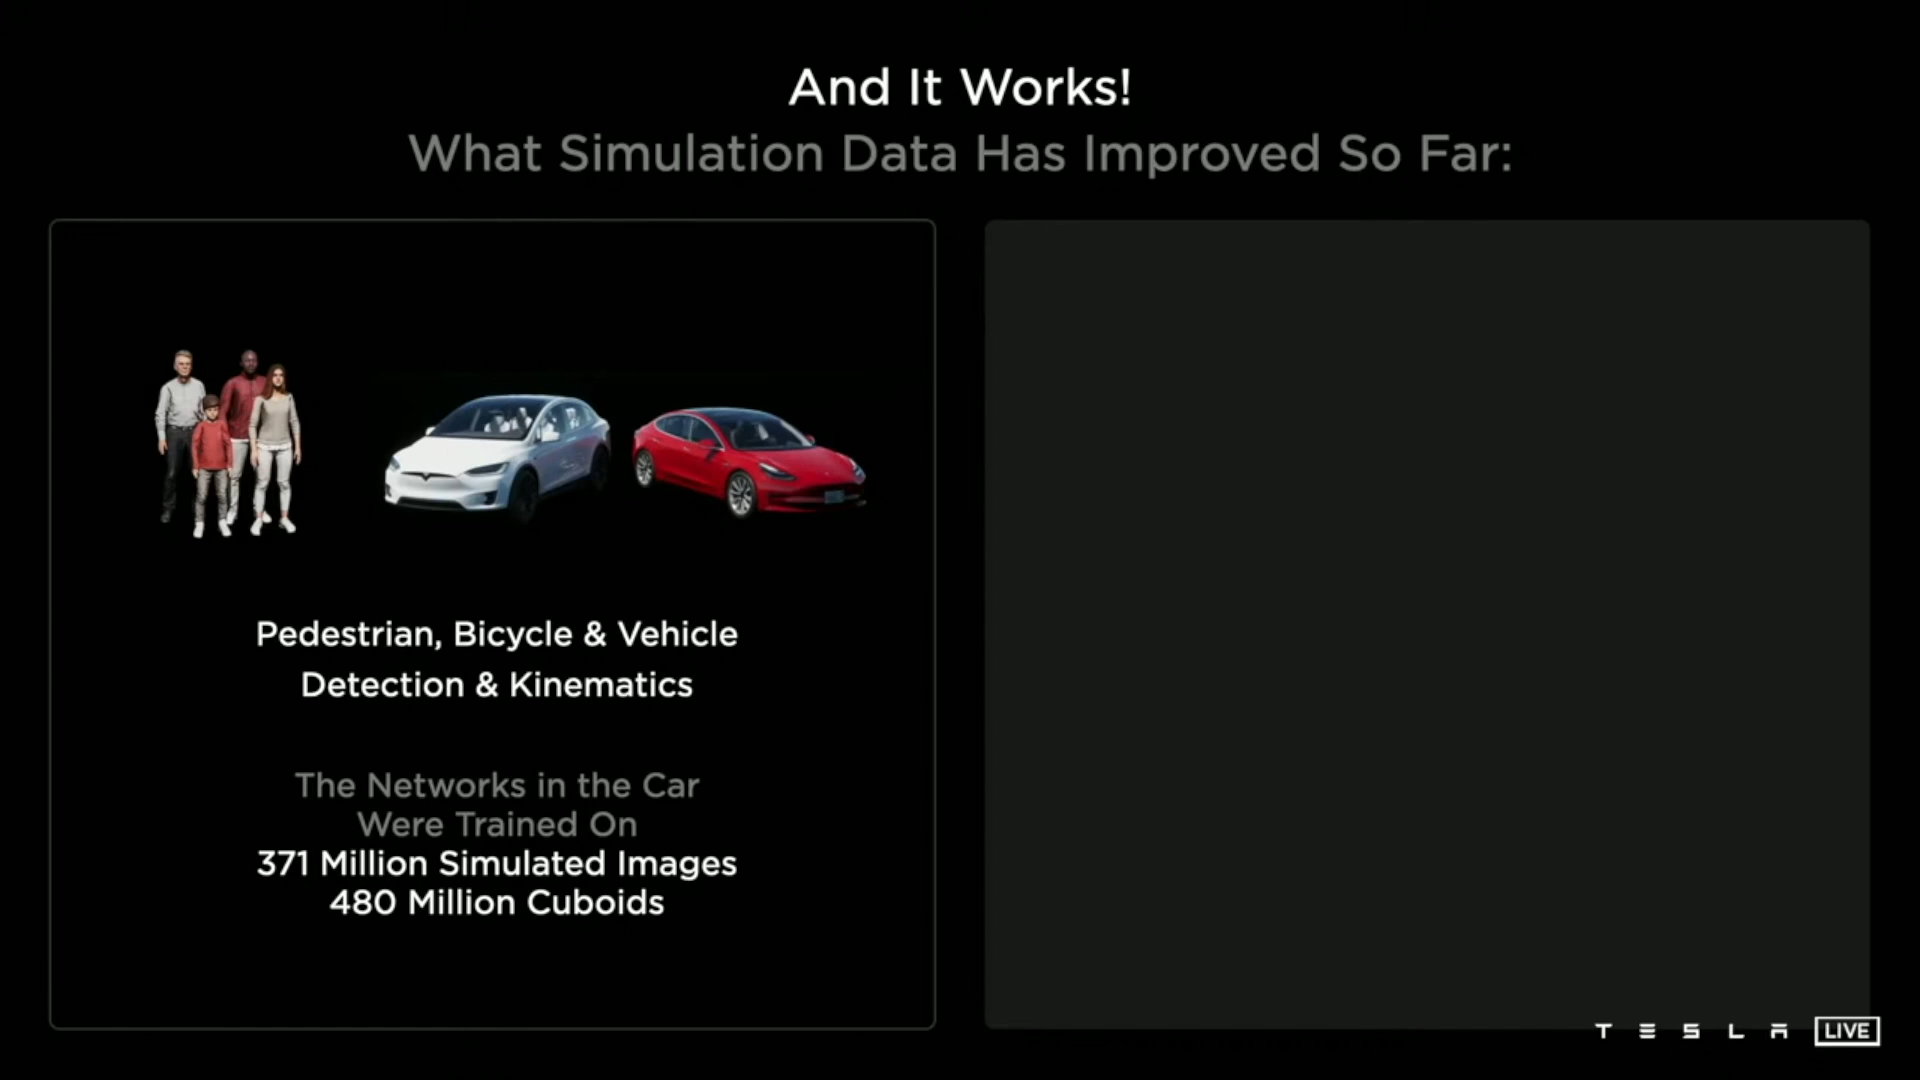 And It Works!
What Simulation Data Has Improved So Far:
Pedestrian, Bicycle & Vehicle
Detection & Kinematics
The Networks in the Car
Were Trained On
371 Million Simulated Images
480 Million Cuboids
TESLA LIVE